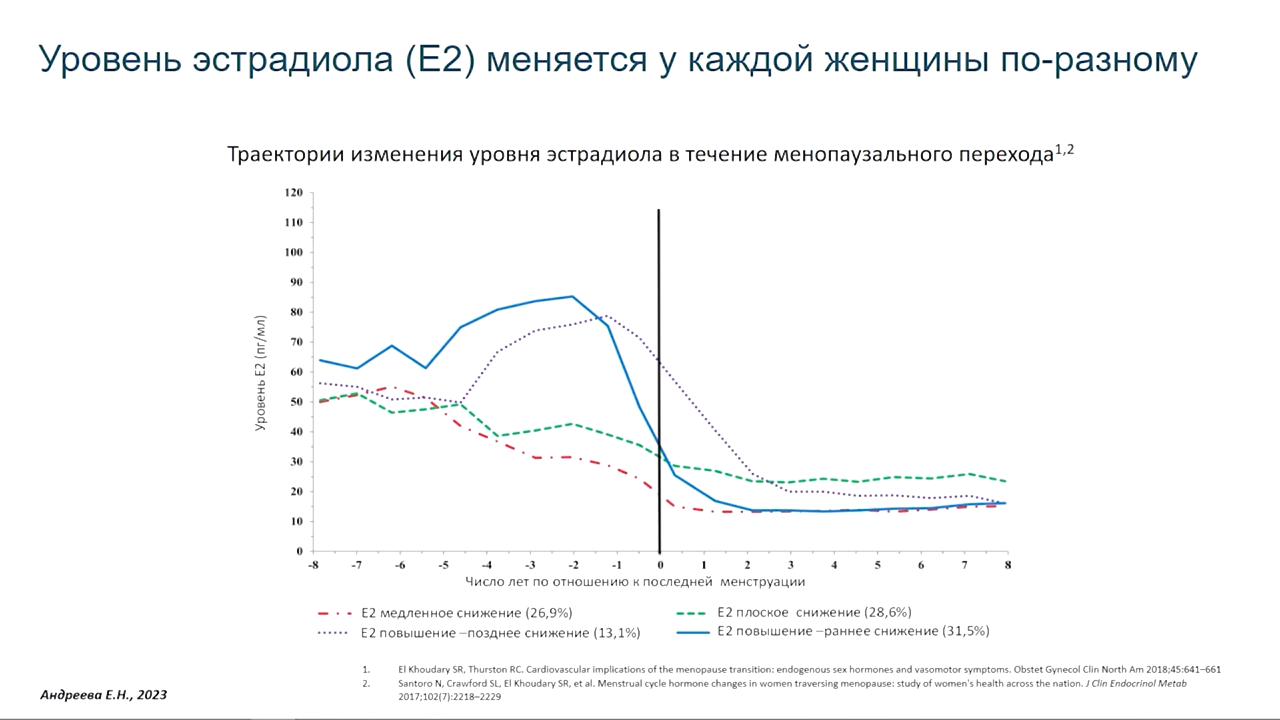 Уровень эстрадиола (E2) меняется у каждой женщины по-разному
Траектории изменения уровня эстрадиола в течение менопаузального перехода1,2
120
110
100
90
80
70
60
50
40
30
20
10
0
Уровень E2 (пг/мл)
-8 -7 -6 -5 -4 -3 -2 -1 0 1 2 3 4 5 6 7 8
Число лет по отношению к последней менструации
E2 медленное снижение (26,9%)
E2 плоское снижение (28,6%)
E2 повышение –позднее снижение (13,1%)
E2 повышение –раннее снижение (31,5%)
1. El Khoudary SR, Thurston RC. Cardiovascular implications of the menopause transition: endogenous sex hormones and vasomotor symptoms. Obstet Gynecol Clin North Am 2018;45:641–661
2. Santoro N, Crawford SL, El Khoudary SR, et al. Menstrual cycle hormone changes in women traversing menopause: study of women's health across the nation. J Clin Endocrinol Metab
2017;102(7):2218–2229
Андреева Е.Н., 2023